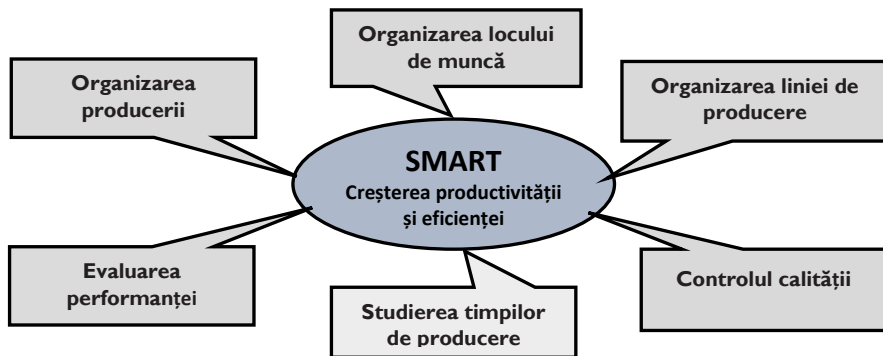 Organizarea locului
de muncă
Organizarea
producerii
Organizarea liniei de
producere
SMART
Creșterea productivității
și eficienței
Evaluarea
performanței
Studierea timpilor
de producere
Controlul calității